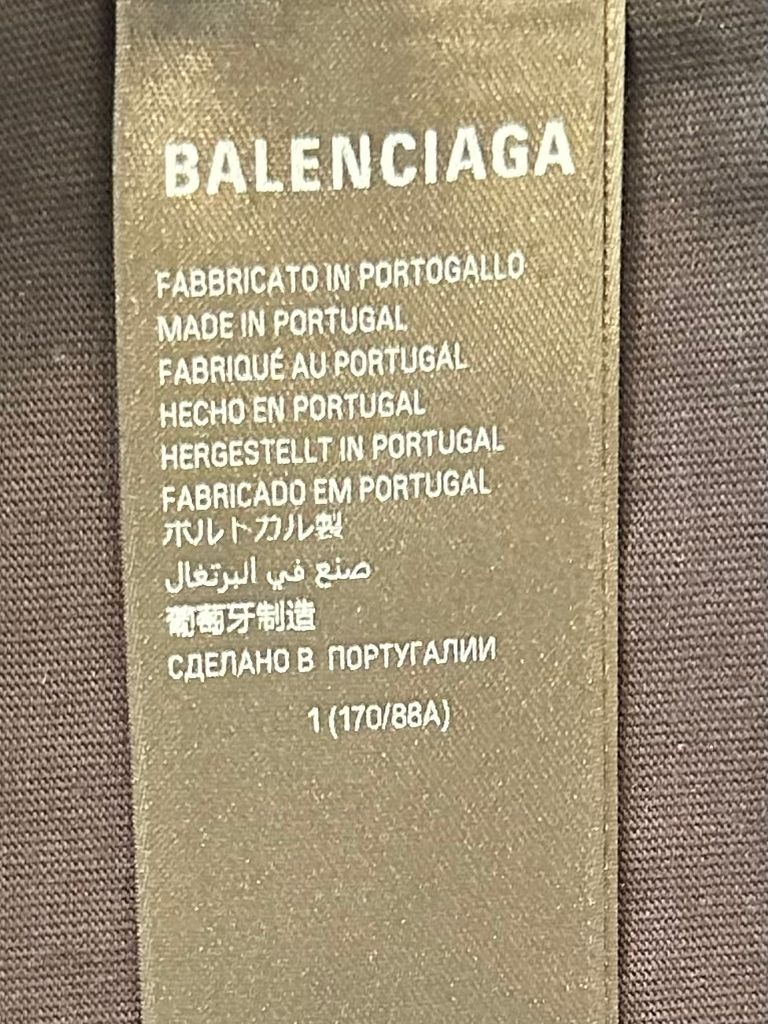 BALENCIAGA
FABBRICATO IN PORTOGALLO
MADE IN PORTUGAL
FABRIQUÉ AU PORTUGAL
HECHO EN PORTUGAL
HERGESTELLT IN PORTUGAL
FABRICADO EM PORTUGAL
ポルトガル製
صنع في البرتغال
葡萄牙制造
СДЕЛАНО В ПОРТУГАЛИИ
1 (170/88A)